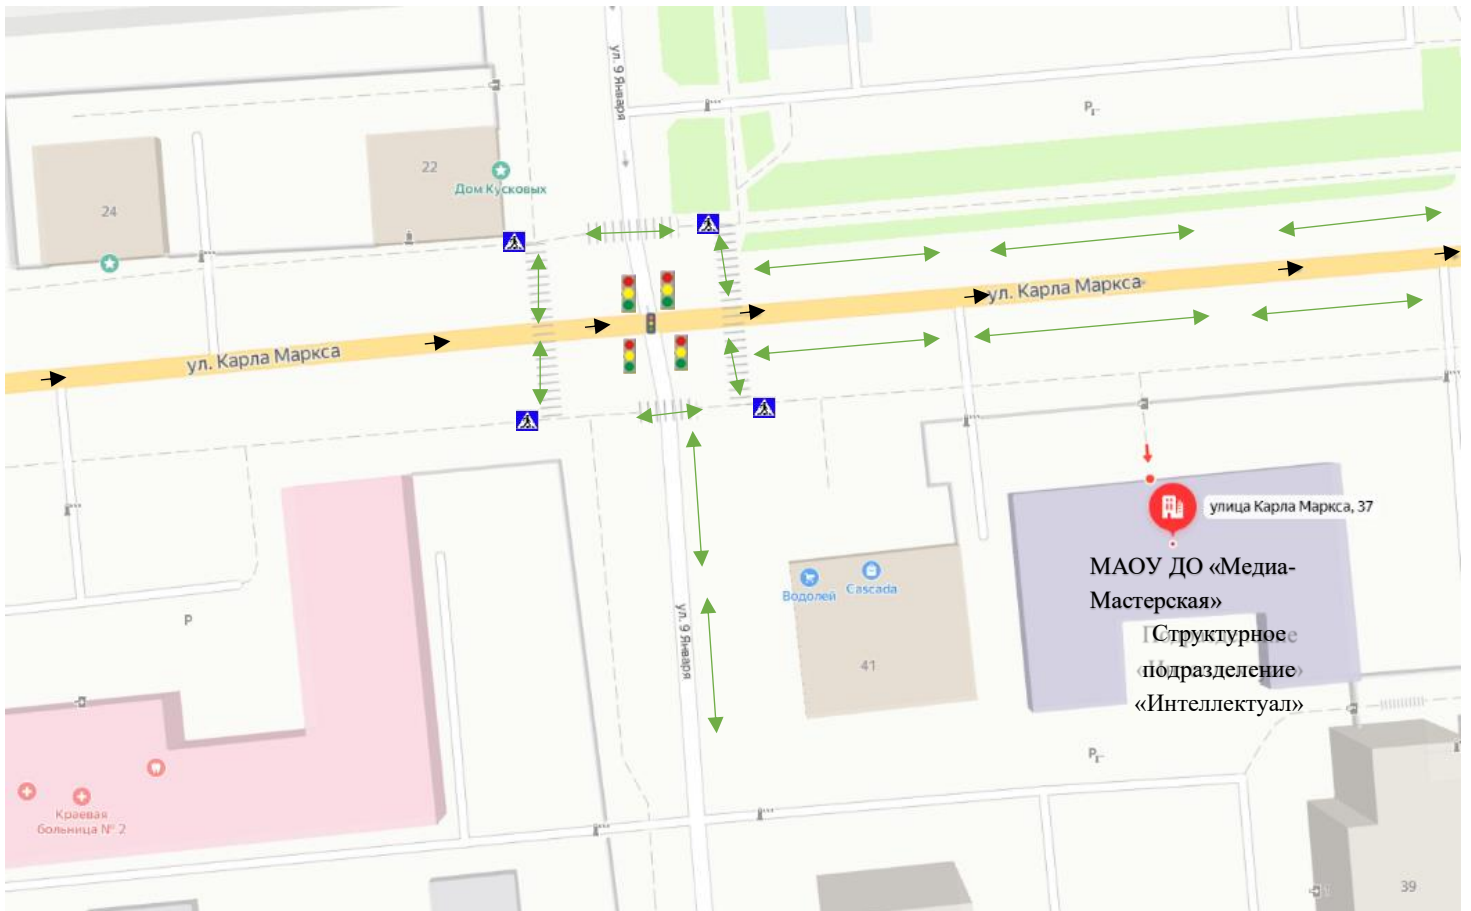 ул. 9 Января
P
22
Дом Кусковых
24
ул. Карла Маркса
ул. Карла Маркса
улица Карла Маркса, 37
МАОУ ДО «Медиа-
Мастерская»
Структурное
подразделение
«Интеллектуал»
Водолей
Cascada
ул. 9 Января
P
41
P
Краевая
больница № 2
39